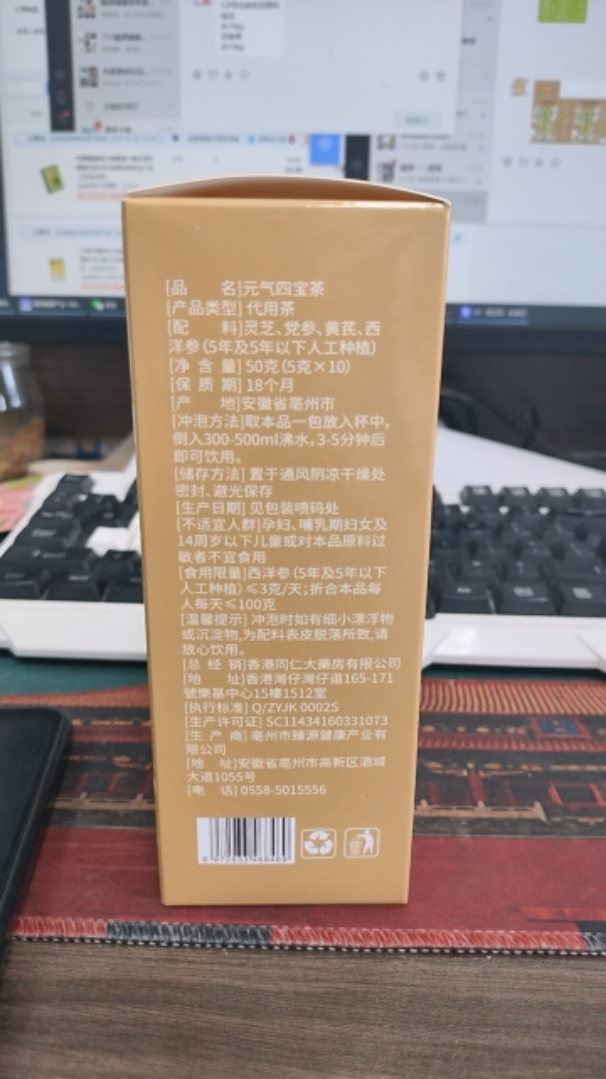 [品 名]元气四宝茶
[产品类型] 代用茶
[配 料]灵芝、党参、黄芪、西
洋参(5年及5年以下人工种植)
[净 含 量] 50克(5克×10)
[保 质 期] 18个月
[产 地]安徽省亳州市
[冲泡方法]取本品一包放入杯中,
倒入300-500ml沸水,3-5分钟后
即可饮用。
[储存方法] 置于通风阴凉干燥处
密封、避光保存
[生产日期] 见包装喷码处
[不适宜人群]孕妇、哺乳期妇女及
14周岁以下儿童或对本品原料过
敏者不宜食用
[食用限量]西洋参(5年及5年以下
人工种植)≤3克/天;折合本品每
人每天≤100克
[温馨提示] 冲泡时如有细小漂浮物
或沉淀物,为配料表皮脱落所致,请
放心饮用。
[总 经 销]香港同仁大藥房有限公司
[地 址]香港灣仔灣仔道165-171
號樂基中心15樓1512室
[执行标准] Q/ZYJK 0002S
[生产许可证] SC11434160331073
[生 产 商] 亳州市臻源健康产业有
限公司
[地 址]安徽省亳州市高新区酒城
大道1055号
[电 话] 0558-5015556